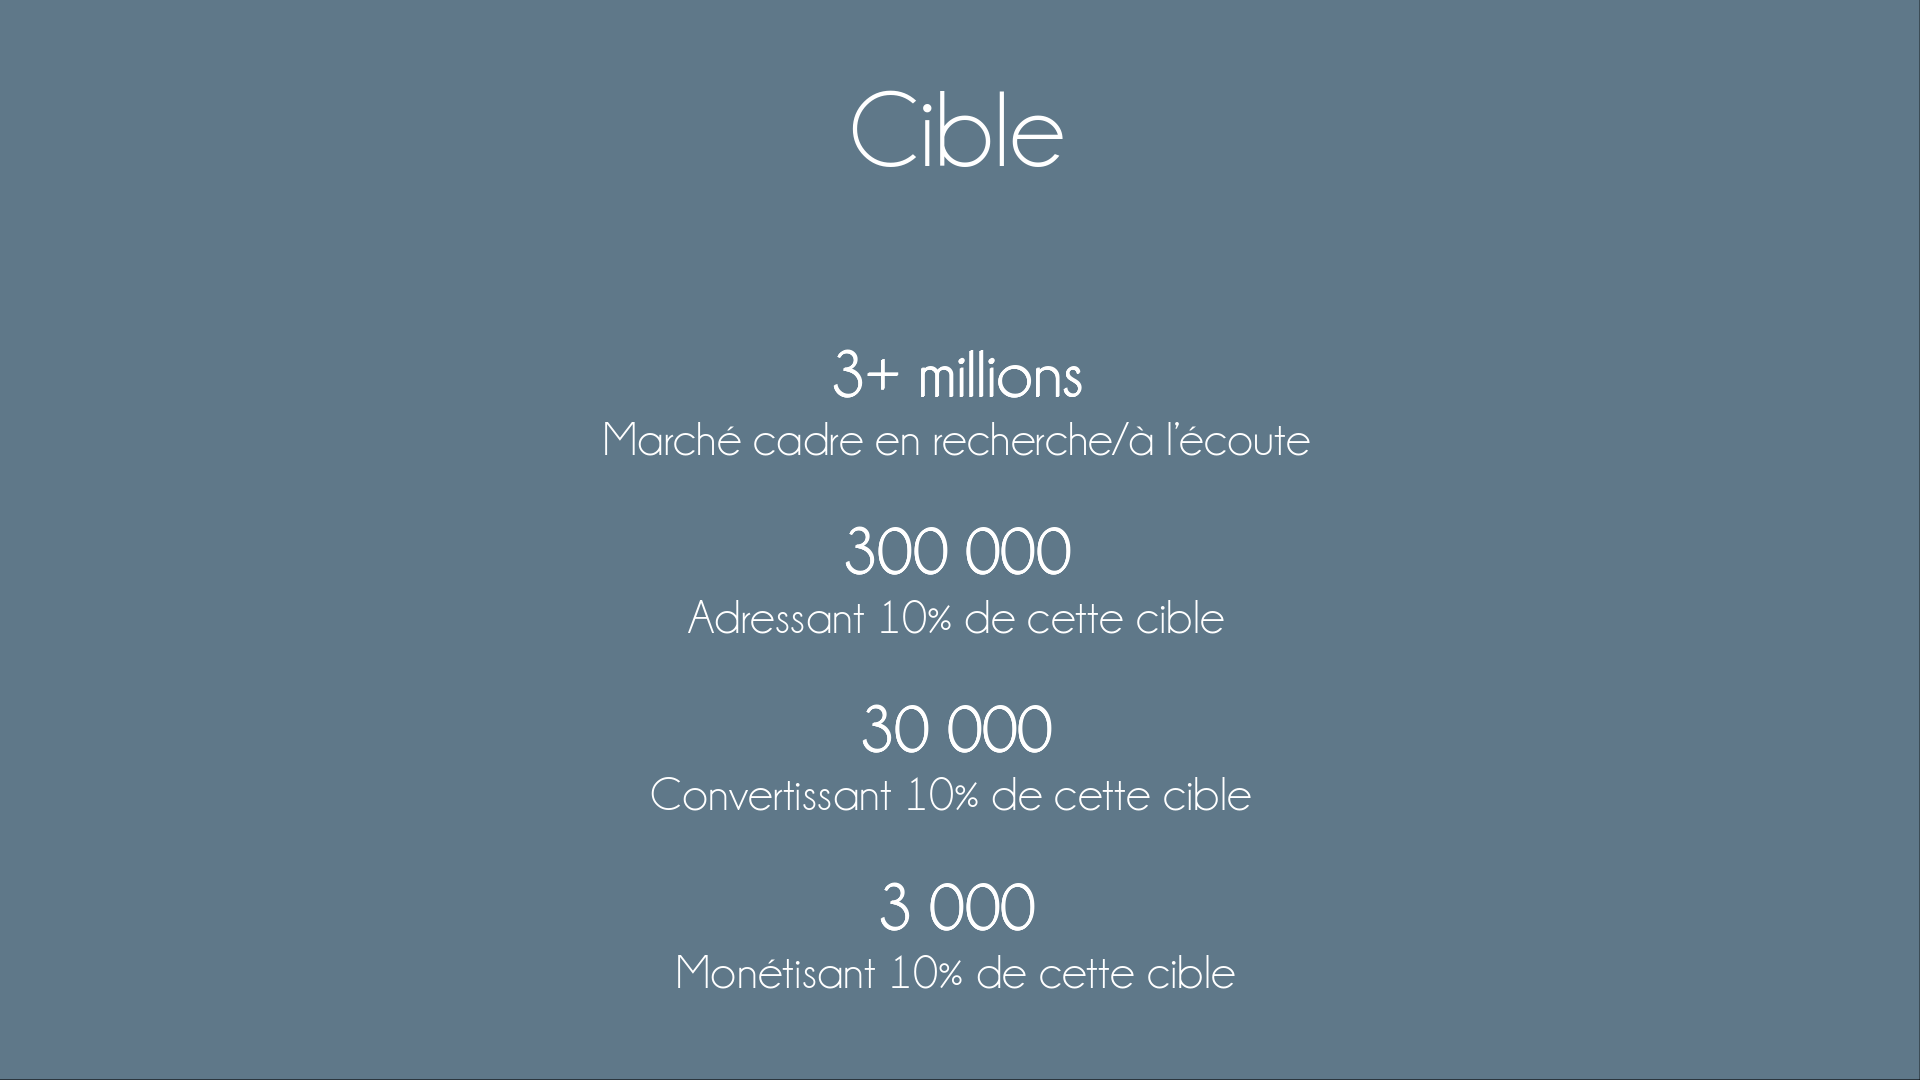 Cible
3+ millions
Marché cadre en recherche/à l'écoute
300 000
Adressant 10% de cette cible
30 000
Convertissant 10% de cette cible
3 000
Monétisant 10% de cette cible